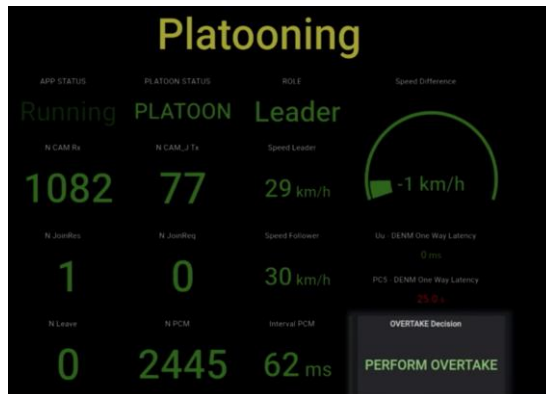 Platooning
APP STATUS PLATOON STATUS ROLE Speed Difference
Running PLATOON Leader
N CAM Rx N CAM_J Tx Speed Leader
1082 77 29 km/h -1 km/h
N JoinRes N JoinReq Speed Follower Uu - DENM One Way Latency
0 ms
1 0 30 km/h PC5 - DENM One Way Latency
N Leave N PCM Interval PCM OVERTAKE Decision
0 2445 62 ms PERFORM OVERTAKE